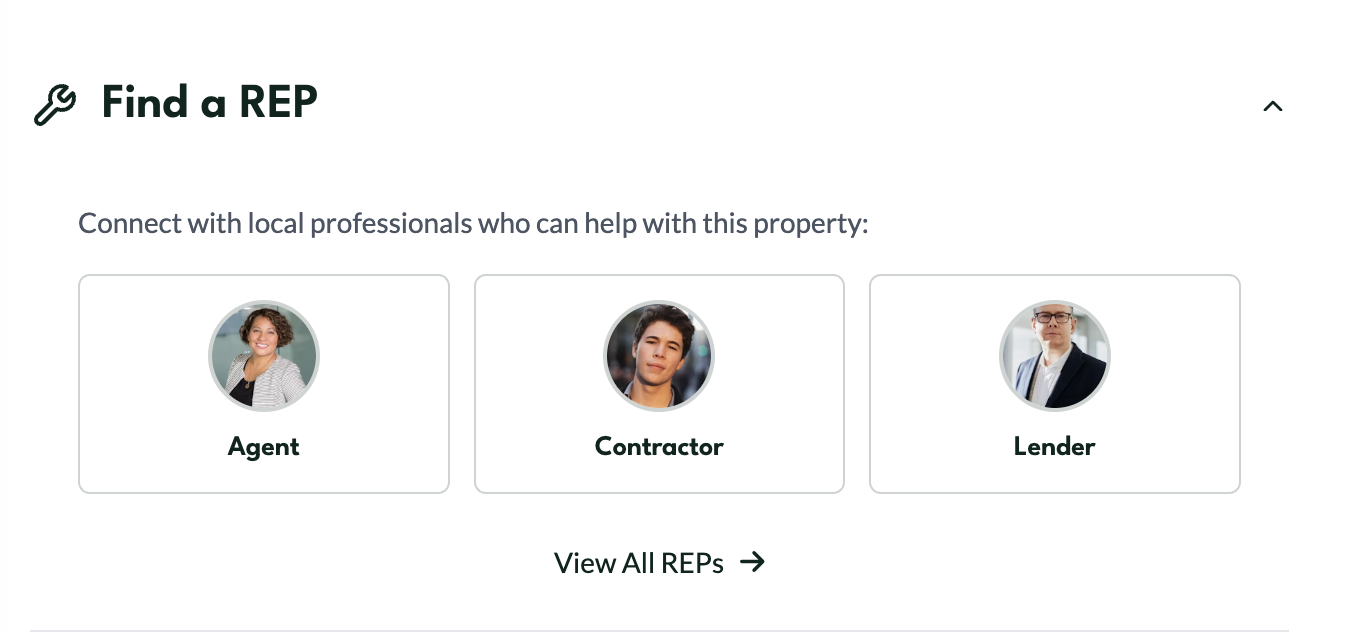 Find a REP
Connect with local professionals who can help with this property:
Agent
Contractor
Lender
View All REPs